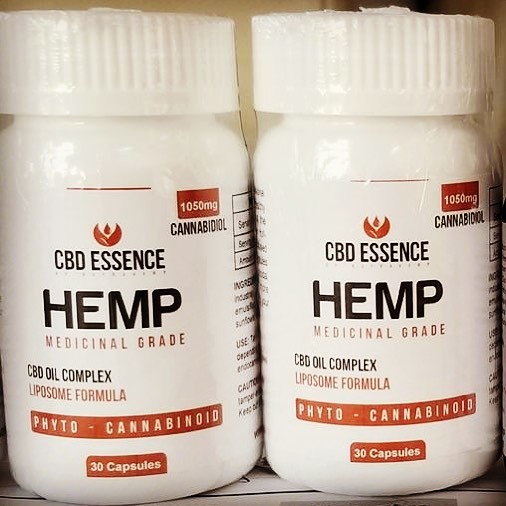 1050mg
CANNABIDIOL
CBD ESSENCE
HEMP
MEDICINAL GRADE
CBD OIL COMPLEX
LIPOSOME FORMULA
PHYTO - CANNABINOID
30 Capsules
1050mg
CANNABIDIOL
CBD ESSENCE
HEMP
MEDICINAL GRADE
CBD OIL COMPLEX
LIPOSOME FORMULA
PHYTO - CANNABINOID
30 Capsules